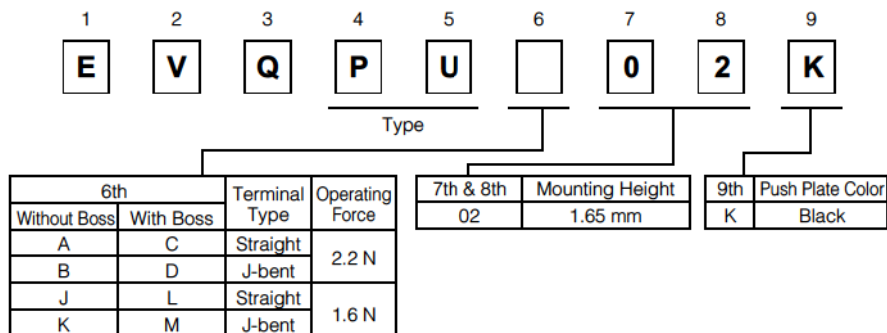 1 2 3 4 5 6 7 8 9
E V Q P U 0 2 K
Type
6th Terminal Type Operating Force
Without Boss With Boss
A C Straight 2.2 N
B D J-bent
J L Straight 1.6 N
K M J-bent
7th & 8th Mounting Height
02 1.65 mm
9th Push Plate Color
K Black